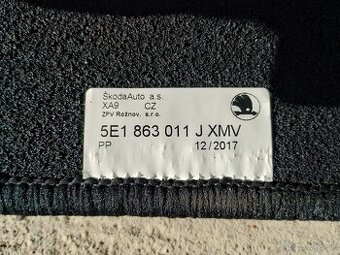 ŠkodaAuto a.s.
XA9 CZ
ZPV Rožnov, s.r.o.
5E1 863 011 J XMV
PP 12/2017